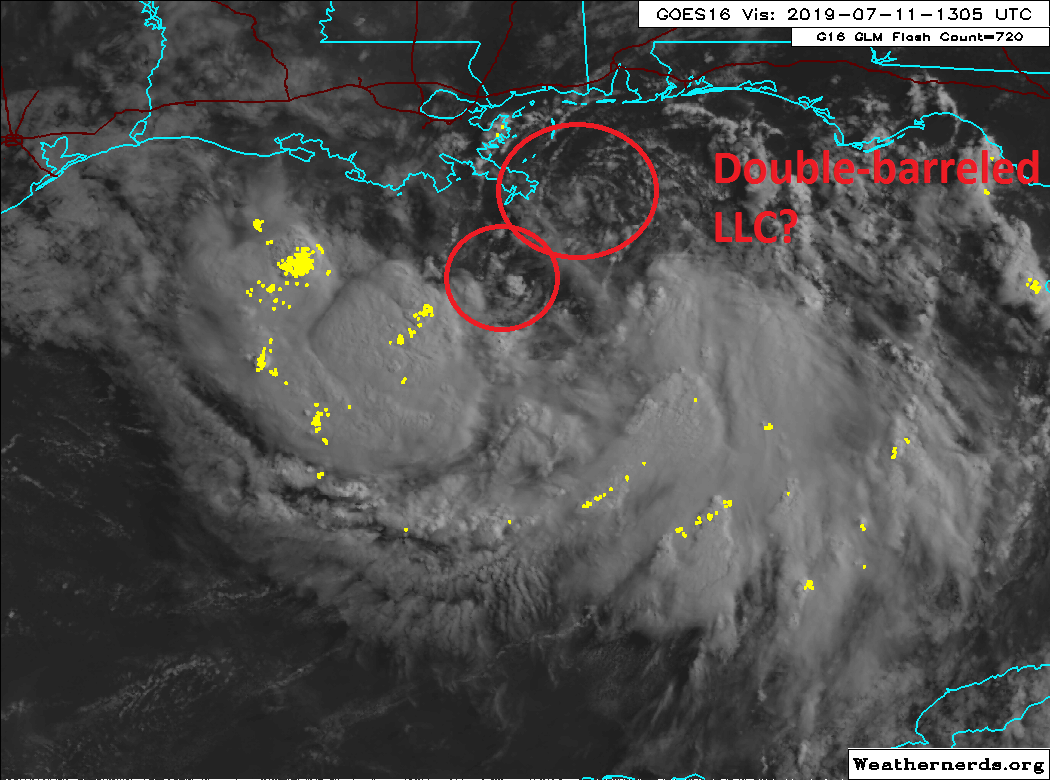 GOES16 Vis: 2019-07-11-1305 UTC
G16 GLM Flash Count=720
Double-barreled
LLC?
Weathernerds.org